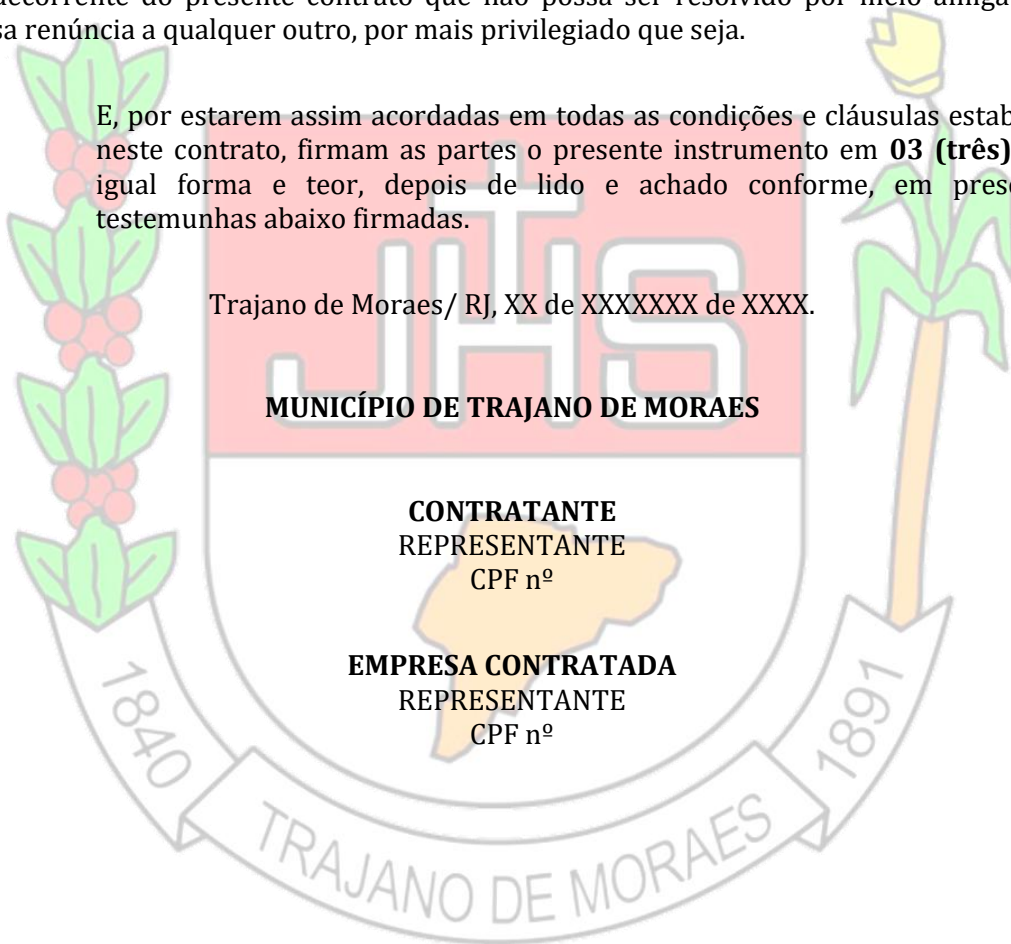 decorrente do presente contrato que não possa ser resolvido por meio
renúncia a qualquer outro, por mais privilegiado que seja.
E, por estarem assim acordadas em todas as condições e cláusulas
neste contrato, firmam as partes o presente instrumento em 03 (três)
igual forma e teor, depois de lido e achado conforme, em
testemunhas abaixo firmadas.
Trajano de Moraes/ RJ, XX de XXXXXXX de XXXX.
MUNICÍPIO DE TRAJANO DE MORAES
CONTRATANTE
REPRESENTANTE
CPF nº
EMPRESA CONTRATADA
REPRESENTANTE
CPF nº
JHS
1840
TRAJANO DE MORAES
1891